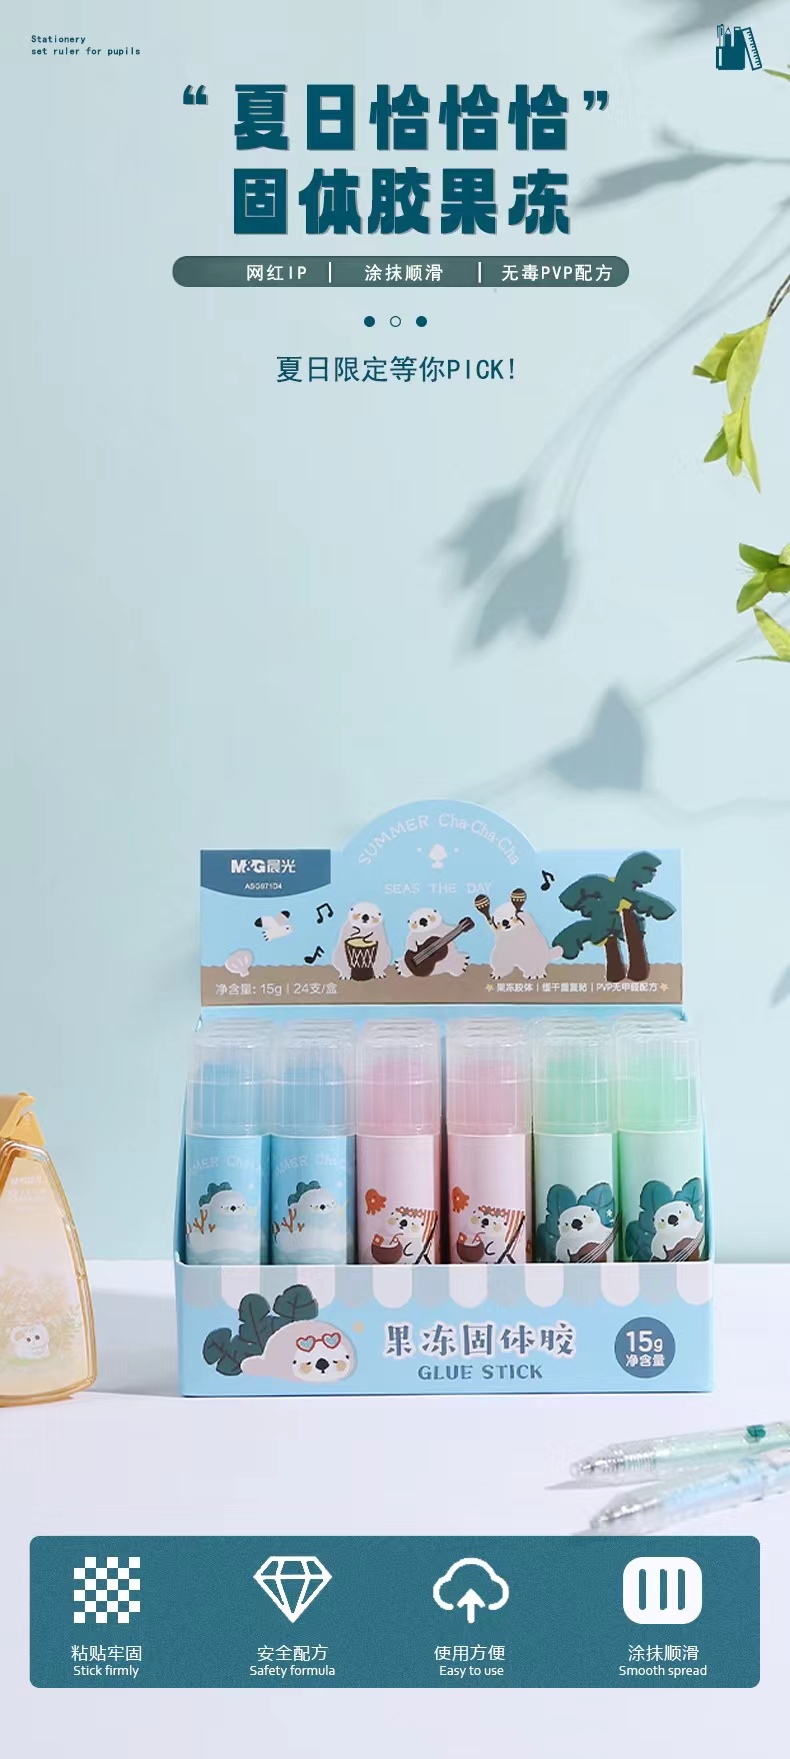 Stationery
set ruler for pupils
“夏日恰恰恰”
固体胶果冻
网红IP | 涂抹顺滑 | 无毒PVP配方
夏日限定等你PICK!
SUMMER Cha-Cha-Cha
SEAS THE DAY
M&G晨光
ASG971D4
净含量: 15g | 24支/盒
果冻胶体 | 慢干重复粘 | PVP无甲醛配方
果冻固体胶
GLUE STICK
15g
净含量
粘贴牢固
Stick firmly
安全配方
Safety formula
使用方便
Easy to use
涂抹顺滑
Smooth spread